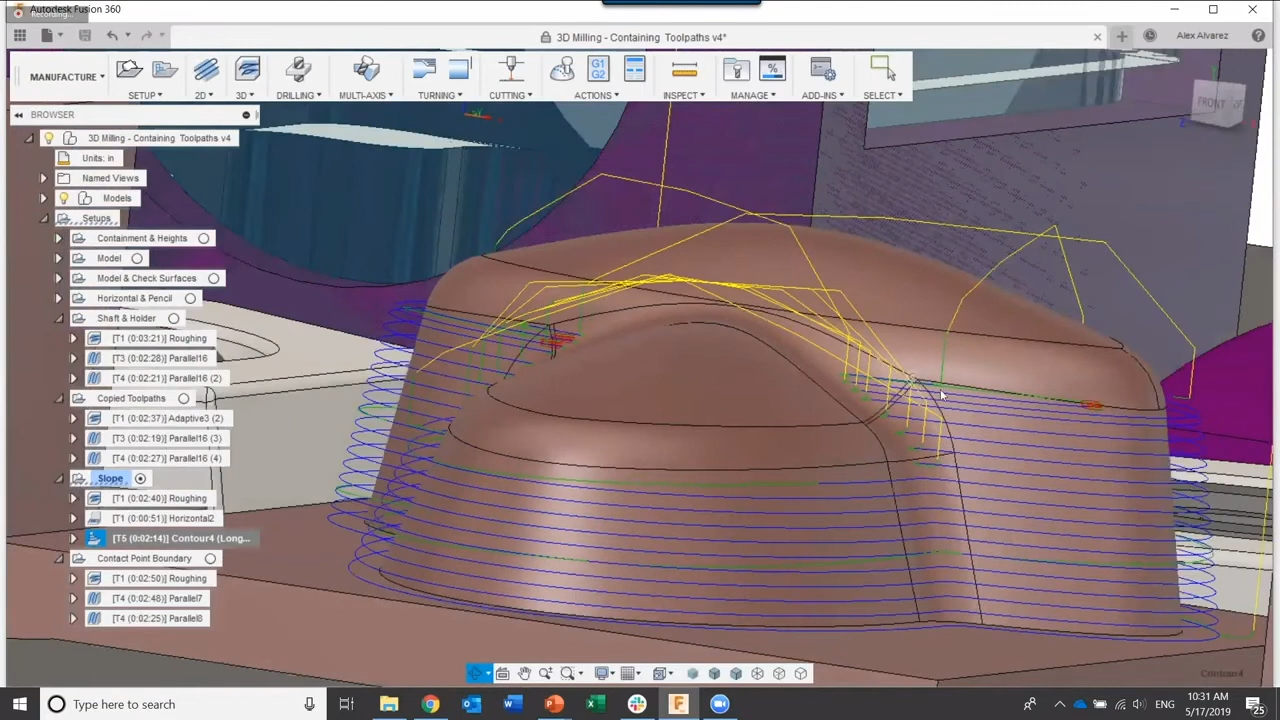 Autodesk Fusion 360
Recording...
3D Milling - Containing Toolpaths v4*
Alex Alvarez
MANUFACTURE
G1
G2
%
SETUP
2D
3D
DRILLING
MULTI-AXIS
TURNING
CUTTING
ACTIONS
INSPECT
MANAGE
ADD-INS
SELECT
BROWSER
FRONT
3D Milling - Containing Toolpaths v4
Units: in
Named Views
Models
Setups
Containment & Heights
Model
Model & Check Surfaces
Horizontal & Pencil
Shaft & Holder
[T1 (0:03:21)] Roughing
[T3 (0:02:28)] Parallel16
[T4 (0:02:21)] Parallel16 (2)
Copied Toolpaths
[T1 (0:02:37)] Adaptive3 (2)
[T3 (0:02:19)] Parallel16 (3)
[T4 (0:02:27)] Parallel16 (4)
Slope
[T1 (0:02:40)] Roughing
[T1 (0:00:51)] Horizontal2
[T5 (0:02:14)] Contour4 (Long...
Contact Point Boundary
[T1 (0:02:50)] Roughing
[T4 (0:02:48)] Parallel7
[T4 (0:02:25)] Parallel8
Contour4
Type here to search
10:31 AM
5/17/2019
25